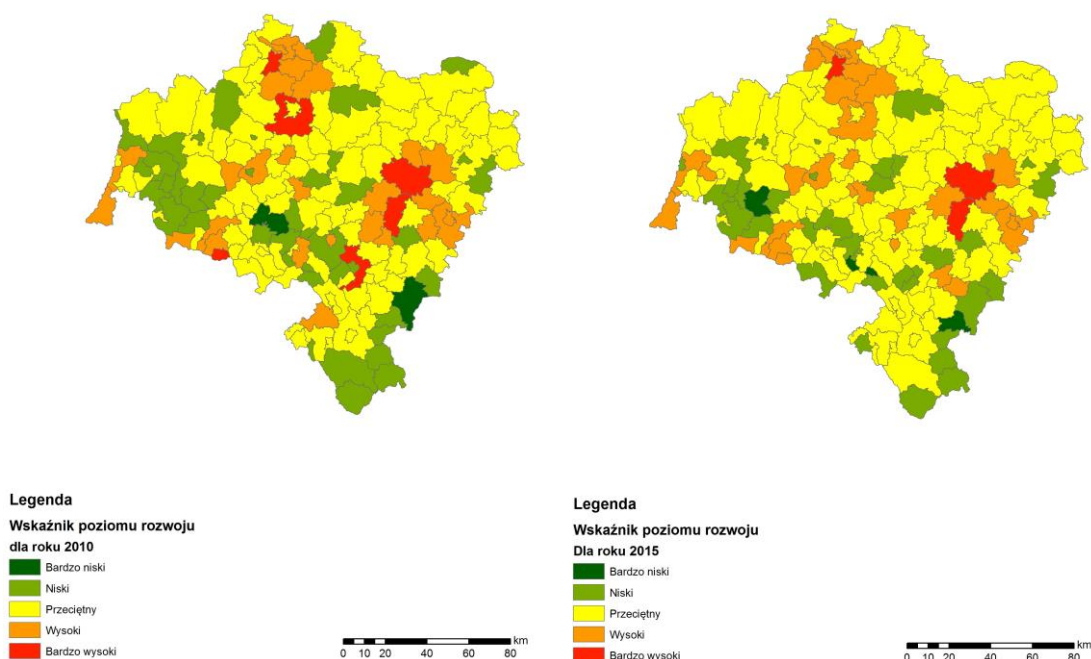 Legenda
Wskaźnik poziomu rozwoju
dla roku 2010
Bardzo niski
Niski
Przeciętny
Wysoki
Bardzo wysoki
km
0 10 20 40 60 80
Legenda
Wskaźnik poziomu rozwoju
Dla roku 2015
Bardzo niski
Niski
Przeciętny
Wysoki
Bardzo wysoki
km
0 10 20 40 60 80